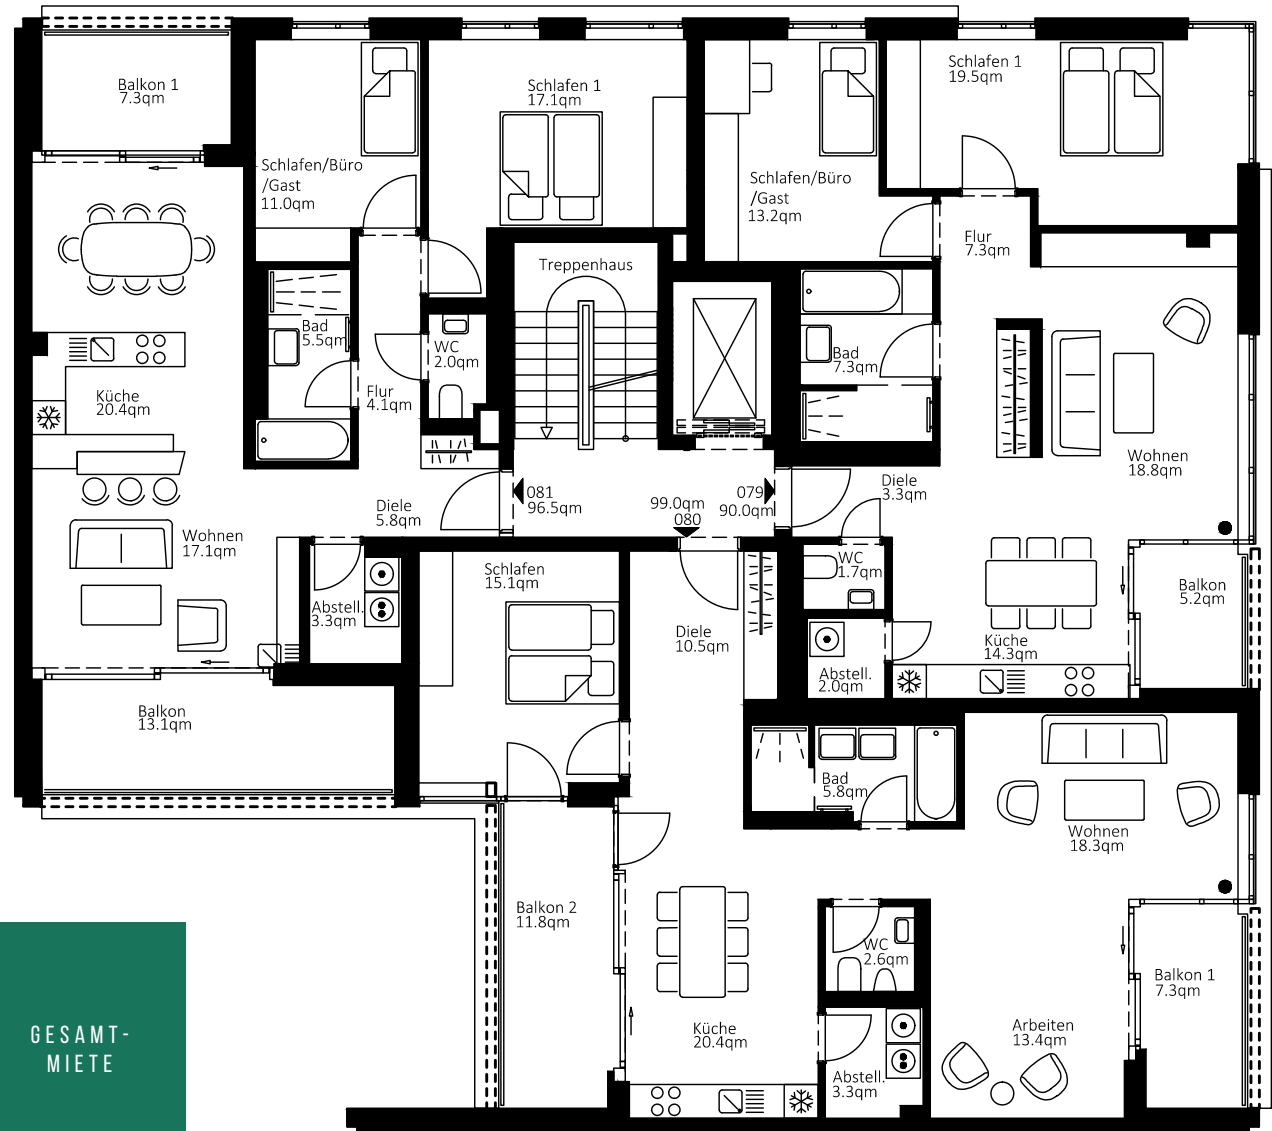 Balkon 1
7.3qm
Schlafen/Büro
/Gast
11.0qm
Schlafen 1
17.1qm
Schlafen/Büro
/Gast
13.2qm
Schlafen 1
19.5qm
Flur
7.3qm
Treppenhaus
Bad
5.5qm
WC
2.0qm
Bad
7.3qm
Küche
20.4qm
Flur
4.1qm
Wohnen
18.8qm
Diele
5.8qm
081
96.5qm
99.0qm
080
079
90.0qm
Diele
3.3qm
Wohnen
17.1qm
Abstell.
3.3qm
Schlafen
15.1qm
WC
1.7qm
Balkon
5.2qm
Diele
10.5qm
Küche
14.3qm
Abstell.
2.0qm
Balkon
13.1qm
Bad
5.8qm
Wohnen
18.3qm
Balkon 2
11.8qm
WC
2.6qm
Balkon 1
7.3qm
Küche
20.4qm
Arbeiten
13.4qm
Abstell.
3.3qm
GESAMT-
MIETE